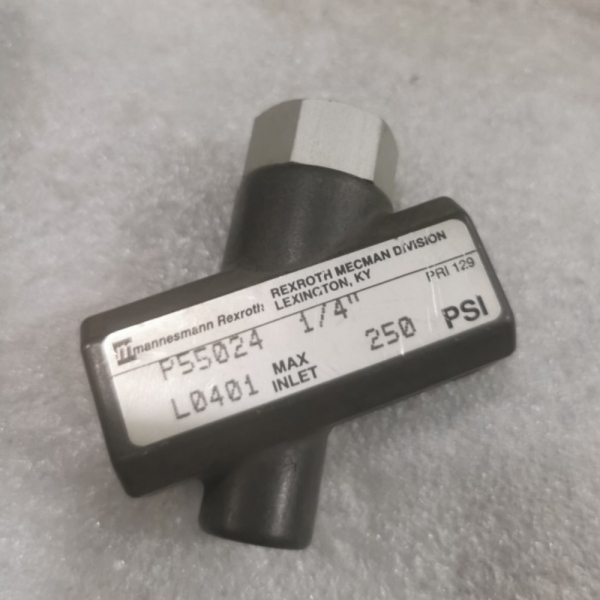 mannesmann Rexroth REXROTH MECMAN DIVISION
LEXINGTON, KY PRI 129
P55024 1/4"
L0401 MAX INLET 250 PSI